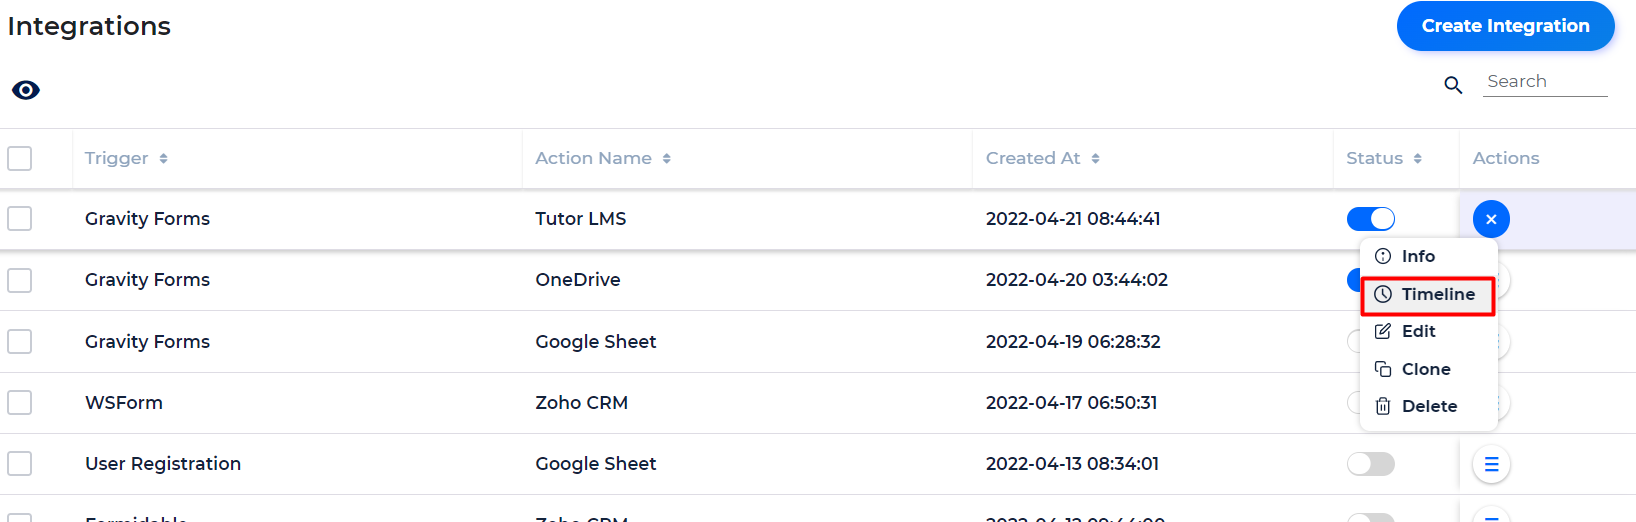 Integrations
Create Integration
Search
Trigger Action Name Created At Status Actions
Gravity Forms Tutor LMS 2022-04-21 08:44:41
Info
Gravity Forms OneDrive 2022-04-20 03:44:02
Timeline
Edit
Gravity Forms Google Sheet 2022-04-19 06:28:32
Clone
WSForm Zoho CRM 2022-04-17 06:50:31
Delete
User Registration Google Sheet 2022-04-13 08:34:01
Formidable Zoho CRM